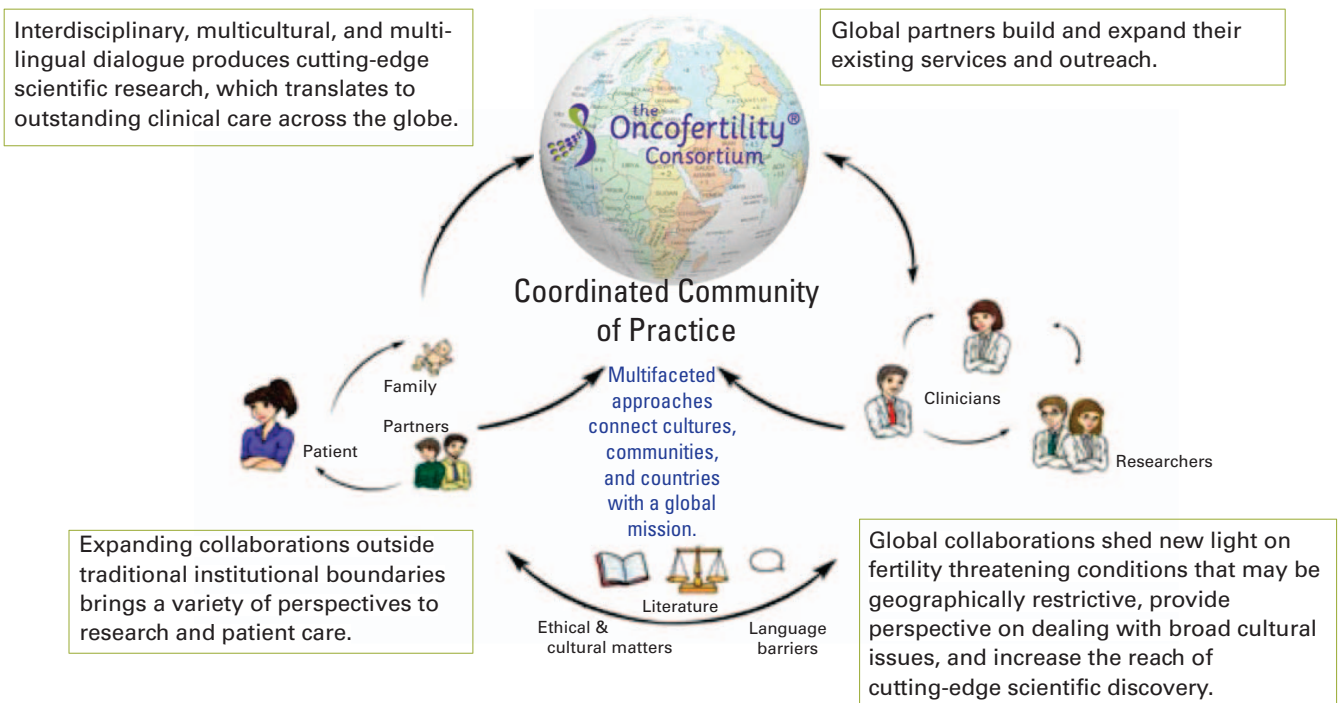 Interdisciplinary, multicultural, and multi-
lingual dialogue produces cutting-edge
scientific research, which translates to
outstanding clinical care across the globe.
Global partners build and expand their
existing services and outreach.
the
Oncofertility®
Consortium
Coordinated Community
of Practice
Multifaceted
approaches
connect cultures,
communities,
and countries
with a global
mission.
Family
Partners
Patient
Clinicians
Researchers
Expanding collaborations outside
traditional institutional boundaries
brings a variety of perspectives to
research and patient care.
Literature
Ethical &
cultural matters
Language
barriers
Global collaborations shed new light on
fertility threatening conditions that may be
geographically restrictive, provide
perspective on dealing with broad cultural
issues, and increase the reach of
cutting-edge scientific discovery.